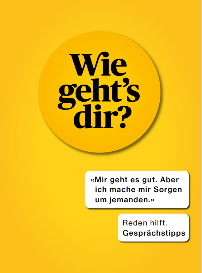 Wie
geht's
dir?
«Mir geht es gut. Aber
ich mache mir Sorgen
um jemanden.»
Reden hilft.
Gesprächstipps